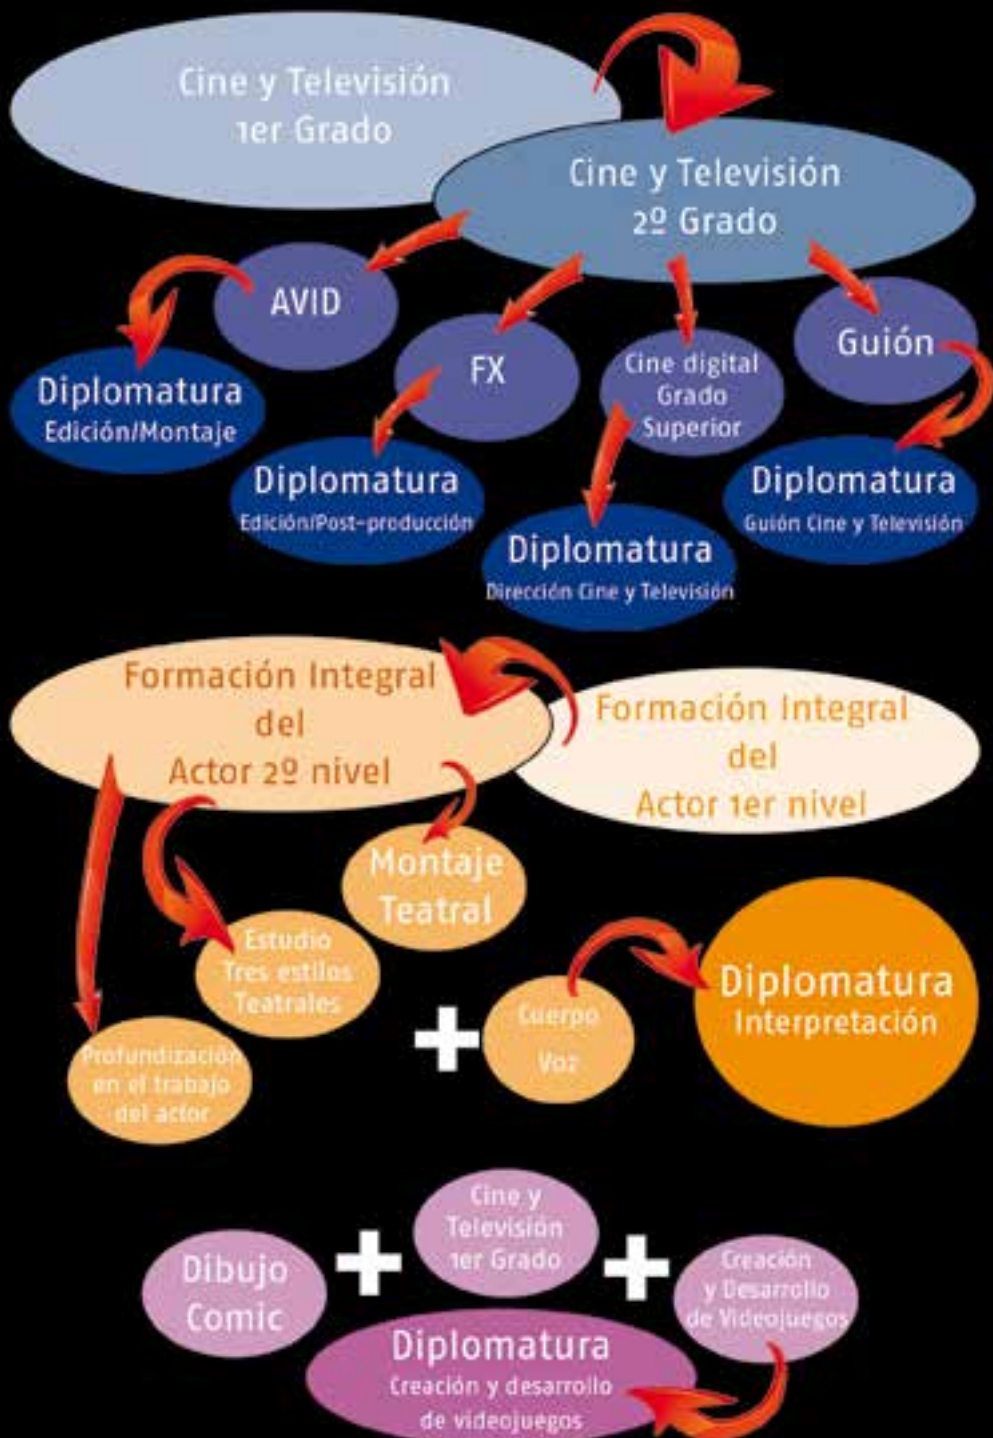 Cine y Televisión
1er Grado
Cine y Televisión
2º Grado
AVID
Diplomatura
Edición/Montaje
FX
Diplomatura
Edición/Post-producción
Cine digital
Grado
Superior
Diplomatura
Dirección Cine y Televisión
Guión
Diplomatura
Guión Cine y Televisión
Formación Integral
del
Actor 2º nivel
Formación Integral
del
Actor 1er nivel
Montaje
Teatral
Estudio
Tres estilos
Teatrales
Profundización
en el trabajo
del actor
+
Cuerpo
Voz
Diplomatura
Interpretación
Dibujo
Comic
+
Cine y
Televisión
1er Grado
+
Creación
y Desarrollo
de Videojuegos
Diplomatura
Creación y desarrollo
de videojuegos